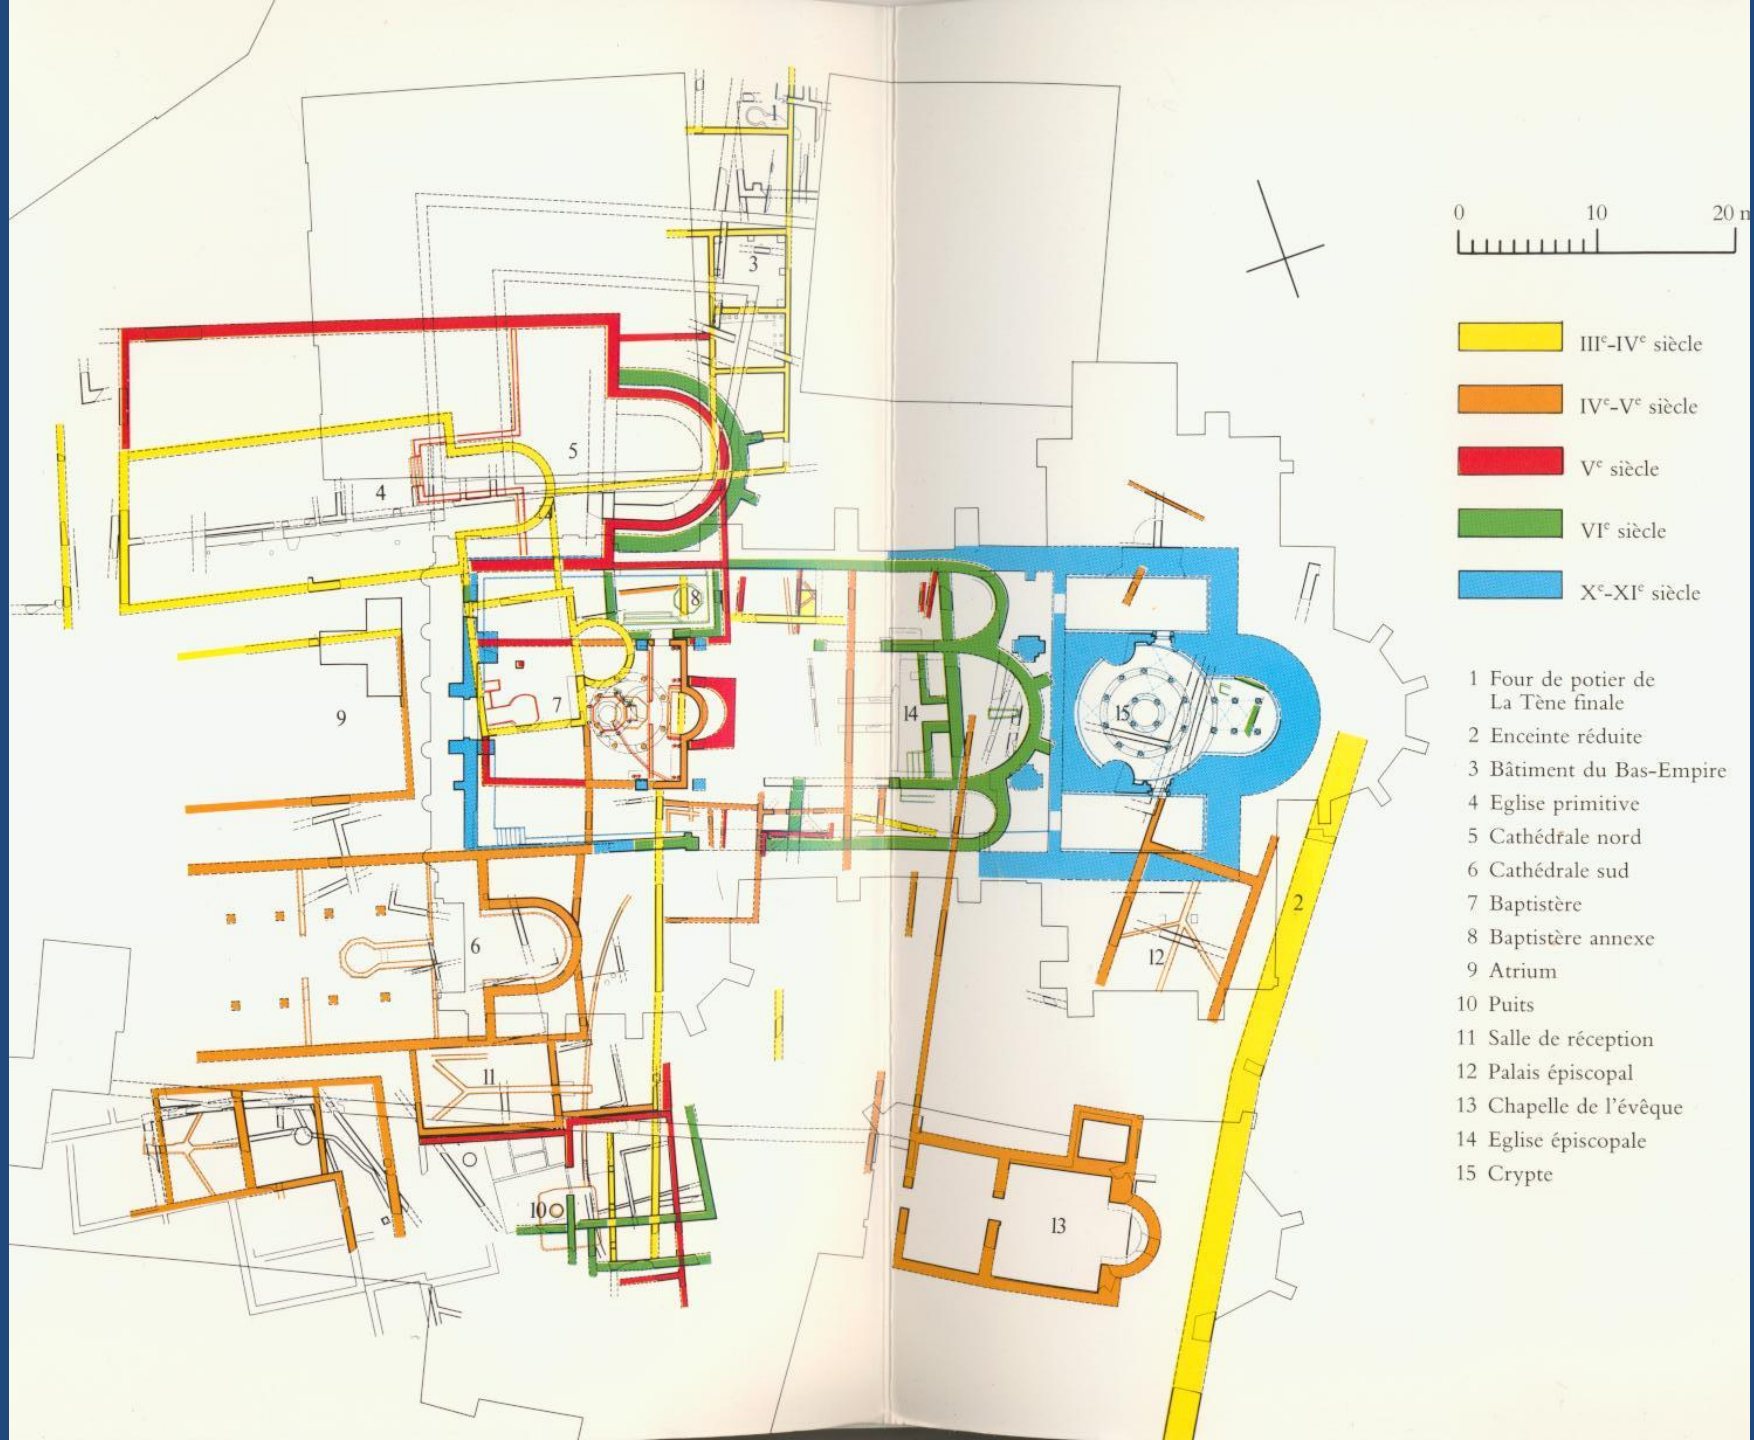 1
3
5
4
8
7
9
14
15
6
2
12
11
10
13
0 10 20 m
IIIᵉ-IVᵉ siècle
IVᵉ-Vᵉ siècle
Vᵉ siècle
VIᵉ siècle
Xᵉ-XIᵉ siècle
1 Four de potier de
La Tène finale
2 Enceinte réduite
3 Bâtiment du Bas-Empire
4 Eglise primitive
5 Cathédrale nord
6 Cathédrale sud
7 Baptistère
8 Baptistère annexe
9 Atrium
10 Puits
11 Salle de réception
12 Palais épiscopal
13 Chapelle de l'évêque
14 Eglise épiscopale
15 Crypte